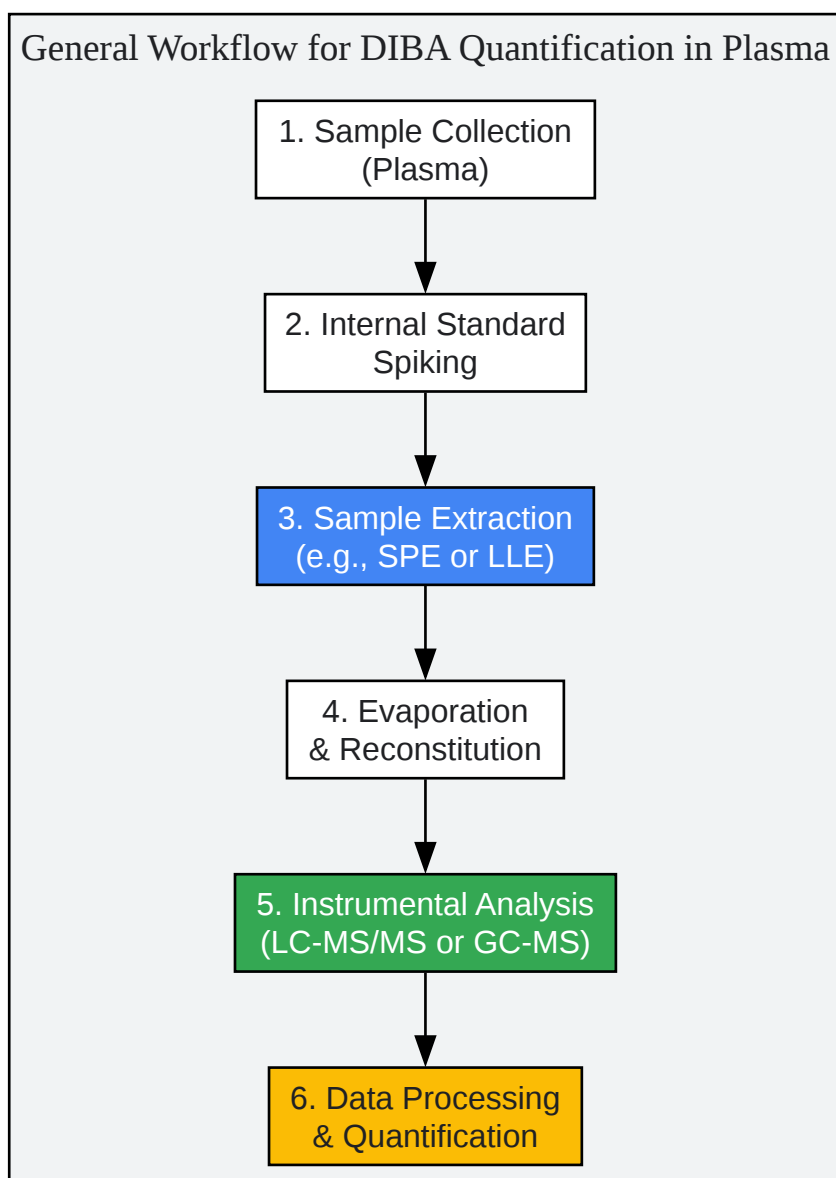 General Workflow for DIBA Quantification in Plasma
1. Sample Collection
(Plasma)
2. Internal Standard
Spiking
3. Sample Extraction
(e.g., SPE or LLE)
4. Evaporation
& Reconstitution
5. Instrumental Analysis
(LC-MS/MS or GC-MS)
6. Data Processing
& Quantification